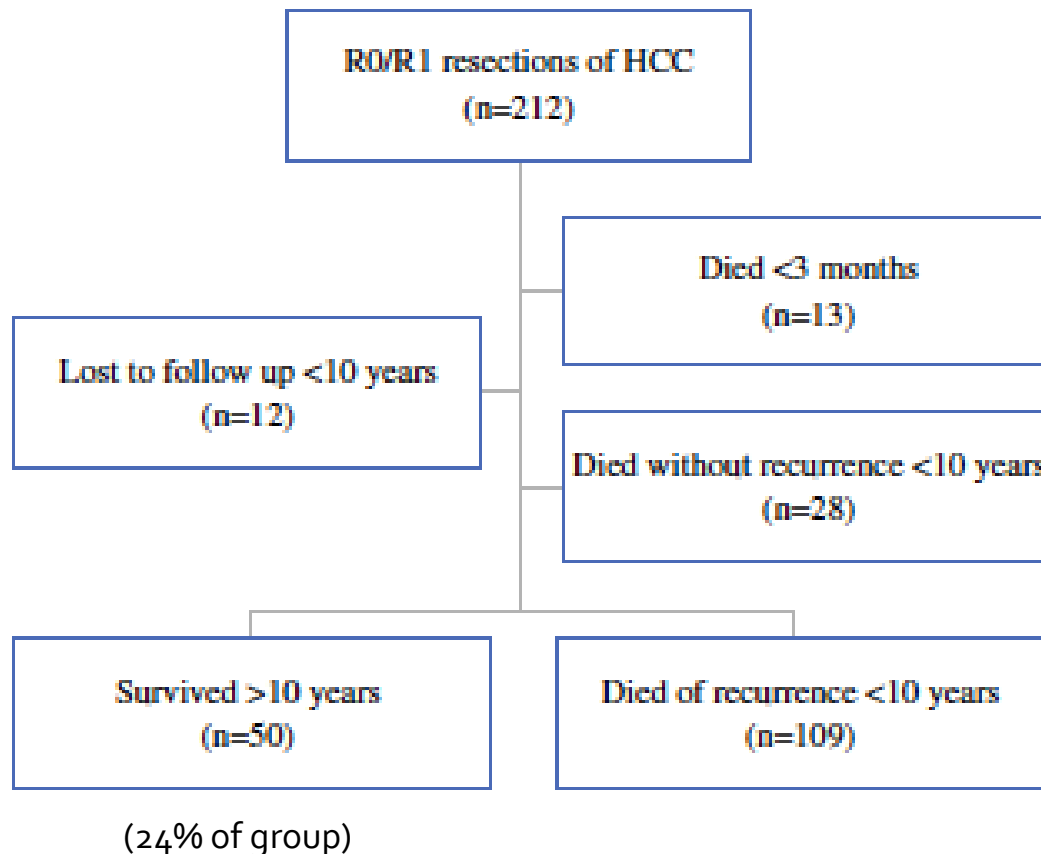 R0/R1 resections of HCC
(n=212)
Died <3 months
(n=13)
Lost to follow up <10 years
(n=12)
Died without recurrence <10 years
(n=28)
Survived >10 years
(n=50)
Died of recurrence <10 years
(n=109)
(24% of group)